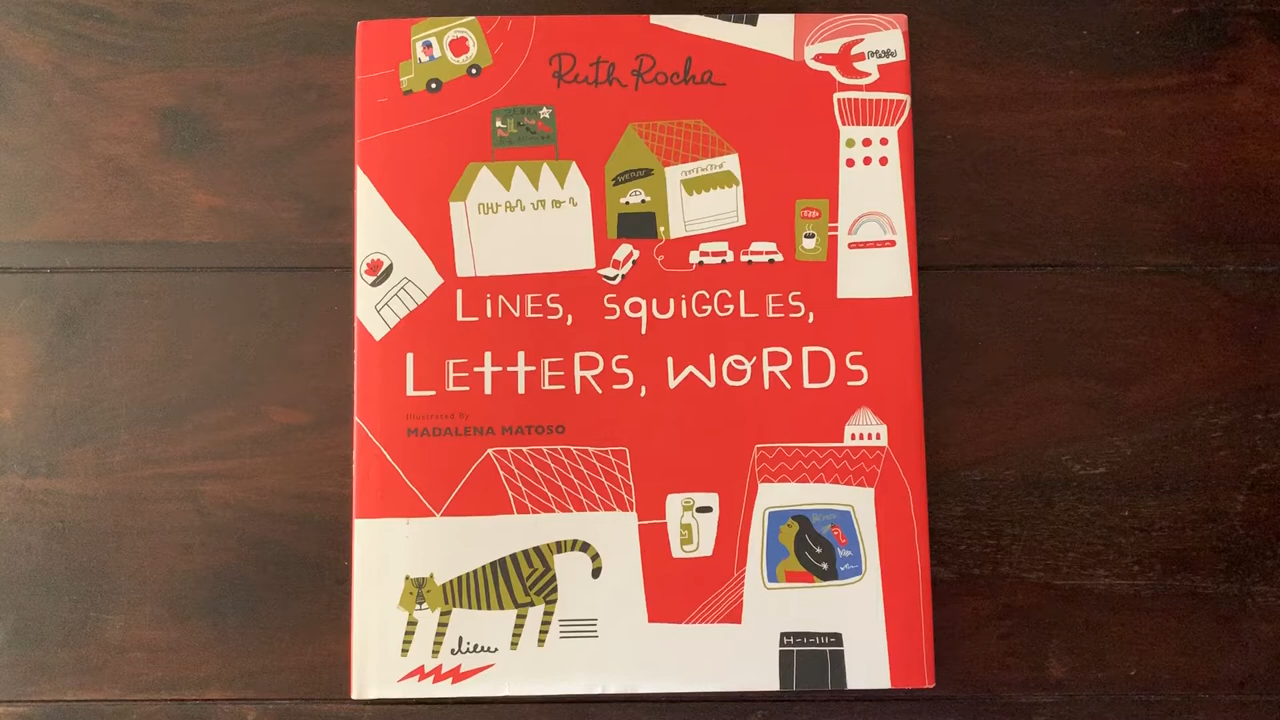 Ruth Rocha
LiNES, SquiGGLES,
LEttERS, WORDS
Illustrated By
MADALENA MATOSO